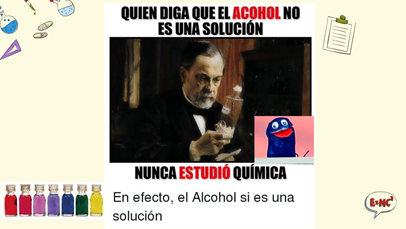 QUIEN DIGA QUE EL ACOHOL NO
ES UNA SOLUCIÓN
NUNCA ESTUDIÓ QUÍMICA
En efecto, el Alcohol si es una
solución
E=MC²